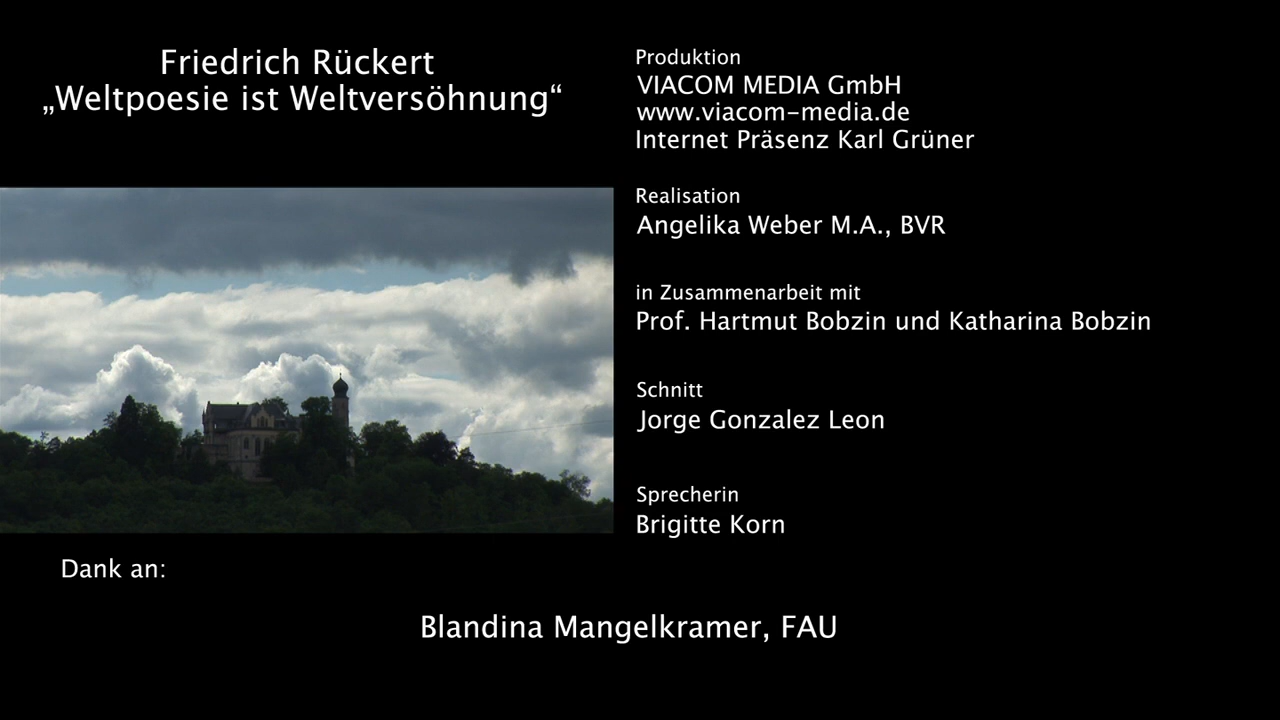 Friedrich Rückert
„Weltpoesie ist Weltversöhnung“
Produktion
VIACOM MEDIA GmbH
www.viacom-media.de
Internet Präsenz Karl Grüner
Realisation
Angelika Weber M.A., BVR
in Zusammenarbeit mit
Prof. Hartmut Bobzin und Katharina Bobzin
Schnitt
Jorge Gonzalez Leon
Sprecherin
Brigitte Korn
Dank an:
Blandina Mangelkramer, FAU